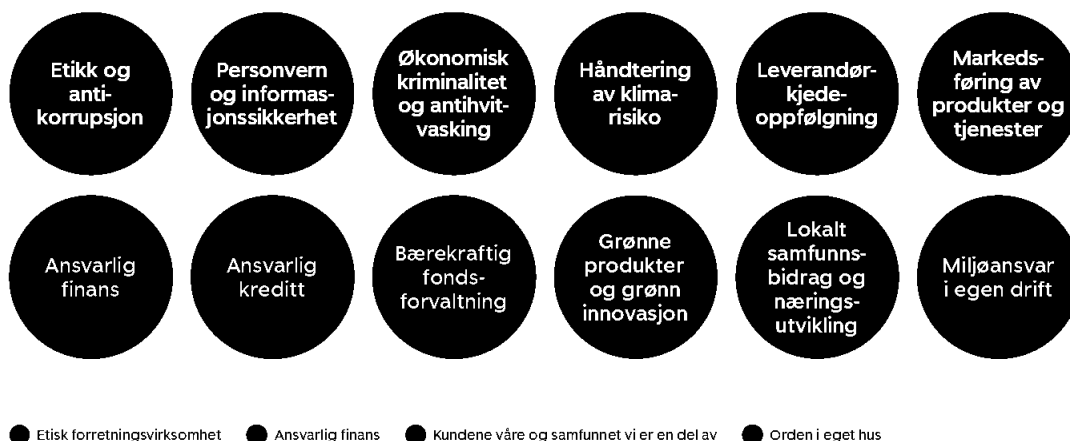 Etikk og
anti-
korrupsjon
Personvern
og informas-
jonssikkerhet
Økonomisk
kriminalitet
og antihvit-
vasking
Håndtering
av klima-
risiko
Leverandør-
kjede-
oppfølgning
Markeds-
føring av
produkter og
tjenester
Ansvarlig
finans
Ansvarlig
kreditt
Bærekraftig
fonds-
forvaltning
Grønne
produkter
og grønn
innovasjon
Lokalt
samfunns-
bidrag og
nærings-
utvikling
Miljøansvar
i egen drift
Etisk forretningsvirksomhet
Ansvarlig finans
Kundene våre og samfunnet vi er en del av
Orden i eget hus